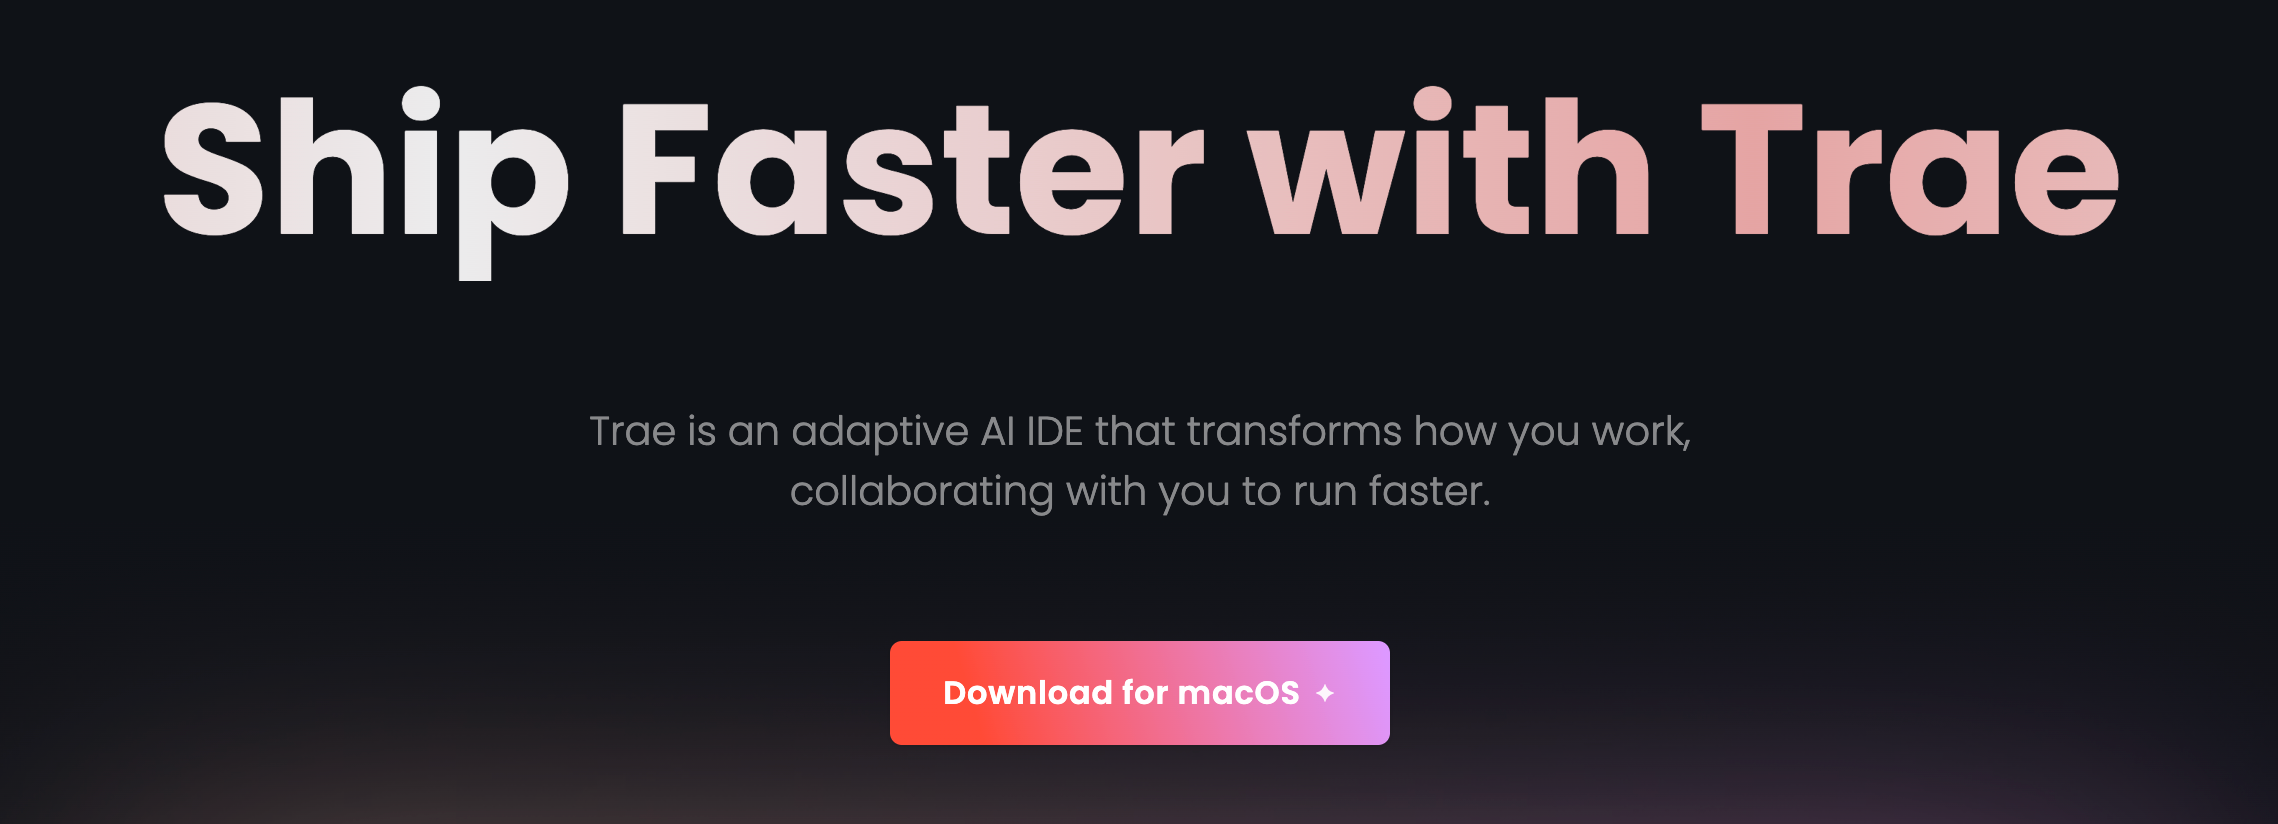 Ship Faster with Trae
Trae is an adaptive AI IDE that transforms how you work,
collaborating with you to run faster.
Download for macOS ✦